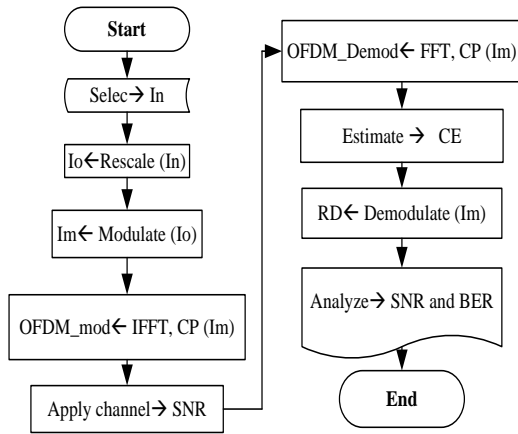 Start
Selec→ In
Io←Rescale (In)
Im← Modulate (Io)
OFDM_mod← IFFT, CP (Im)
Apply channel→ SNR
OFDM_Demod← FFT, CP (Im)
Estimate → CE
RD← Demodulate (Im)
Analyze→ SNR and BER
End